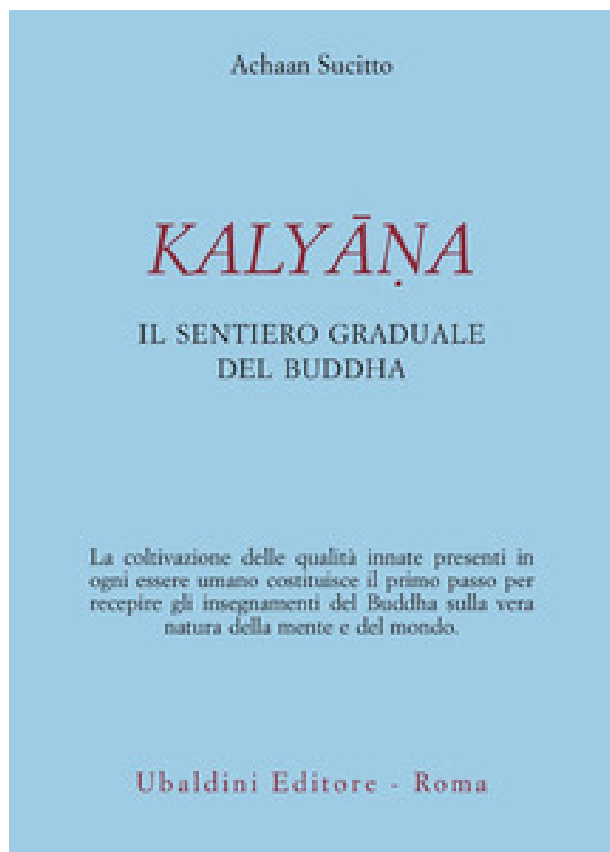 Achaan Sucitto
KALYĀṆA
IL SENTIERO GRADUALE
DEL BUDDHA
La coltivazione delle qualità innate presenti in
ogni essere umano costituisce il primo passo per
recepire gli insegnamenti del Buddha sulla vera
natura della mente e del mondo.
Ubaldini Editore - Roma